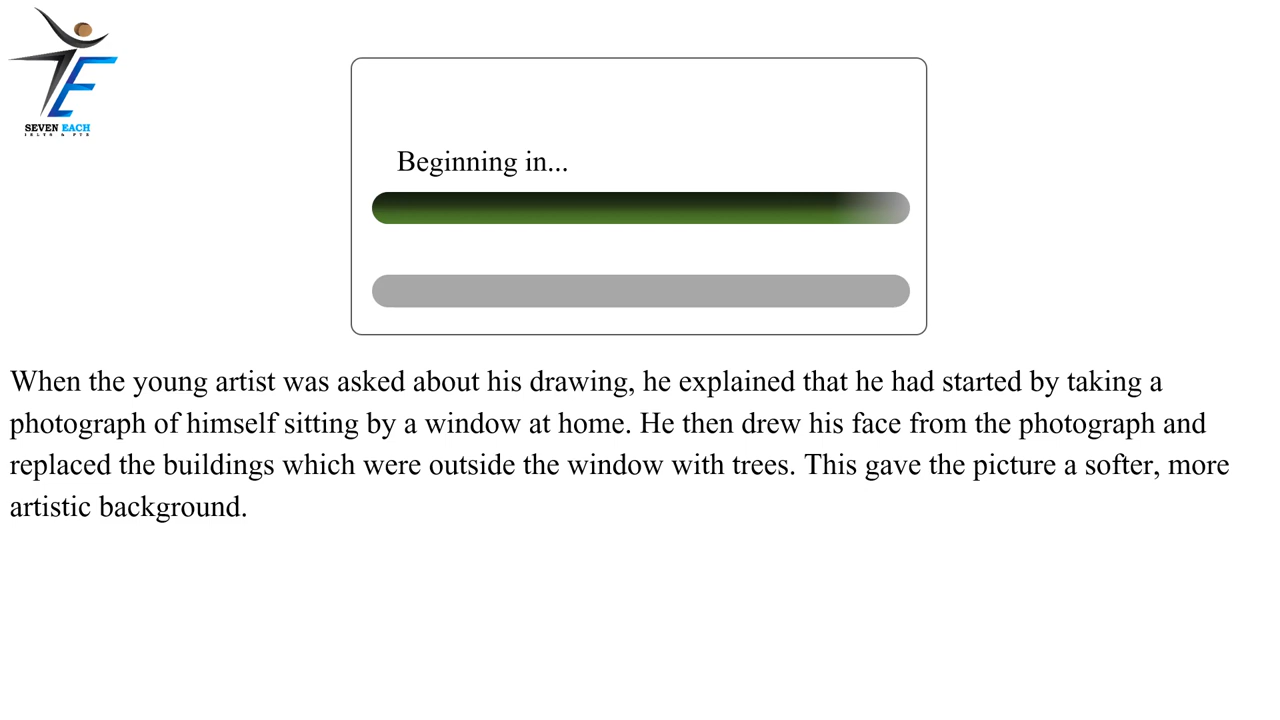 SEVEN EACH
IELTS & PTE
Beginning in...
When the young artist was asked about his drawing, he explained that he had started by taking a
photograph of himself sitting by a window at home. He then drew his face from the photograph and
replaced the buildings which were outside the window with trees. This gave the picture a softer, more
artistic background.